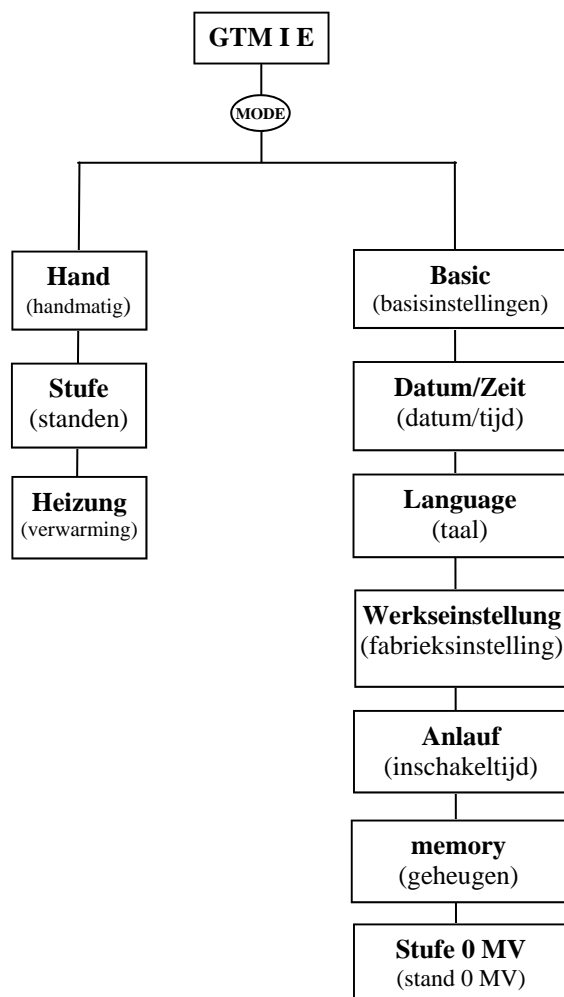 GTM I E
MODE
Hand
(handmatig)
Stufe
(standen)
Heizung
(verwarming)
Basic
(basisinstellingen)
Datum/Zeit
(datum/tijd)
Language
(taal)
Werkseinstellung
(fabrieksinstelling)
Anlauf
(inschakeltijd)
memory
(geheugen)
Stufe 0 MV
(stand 0 MV)